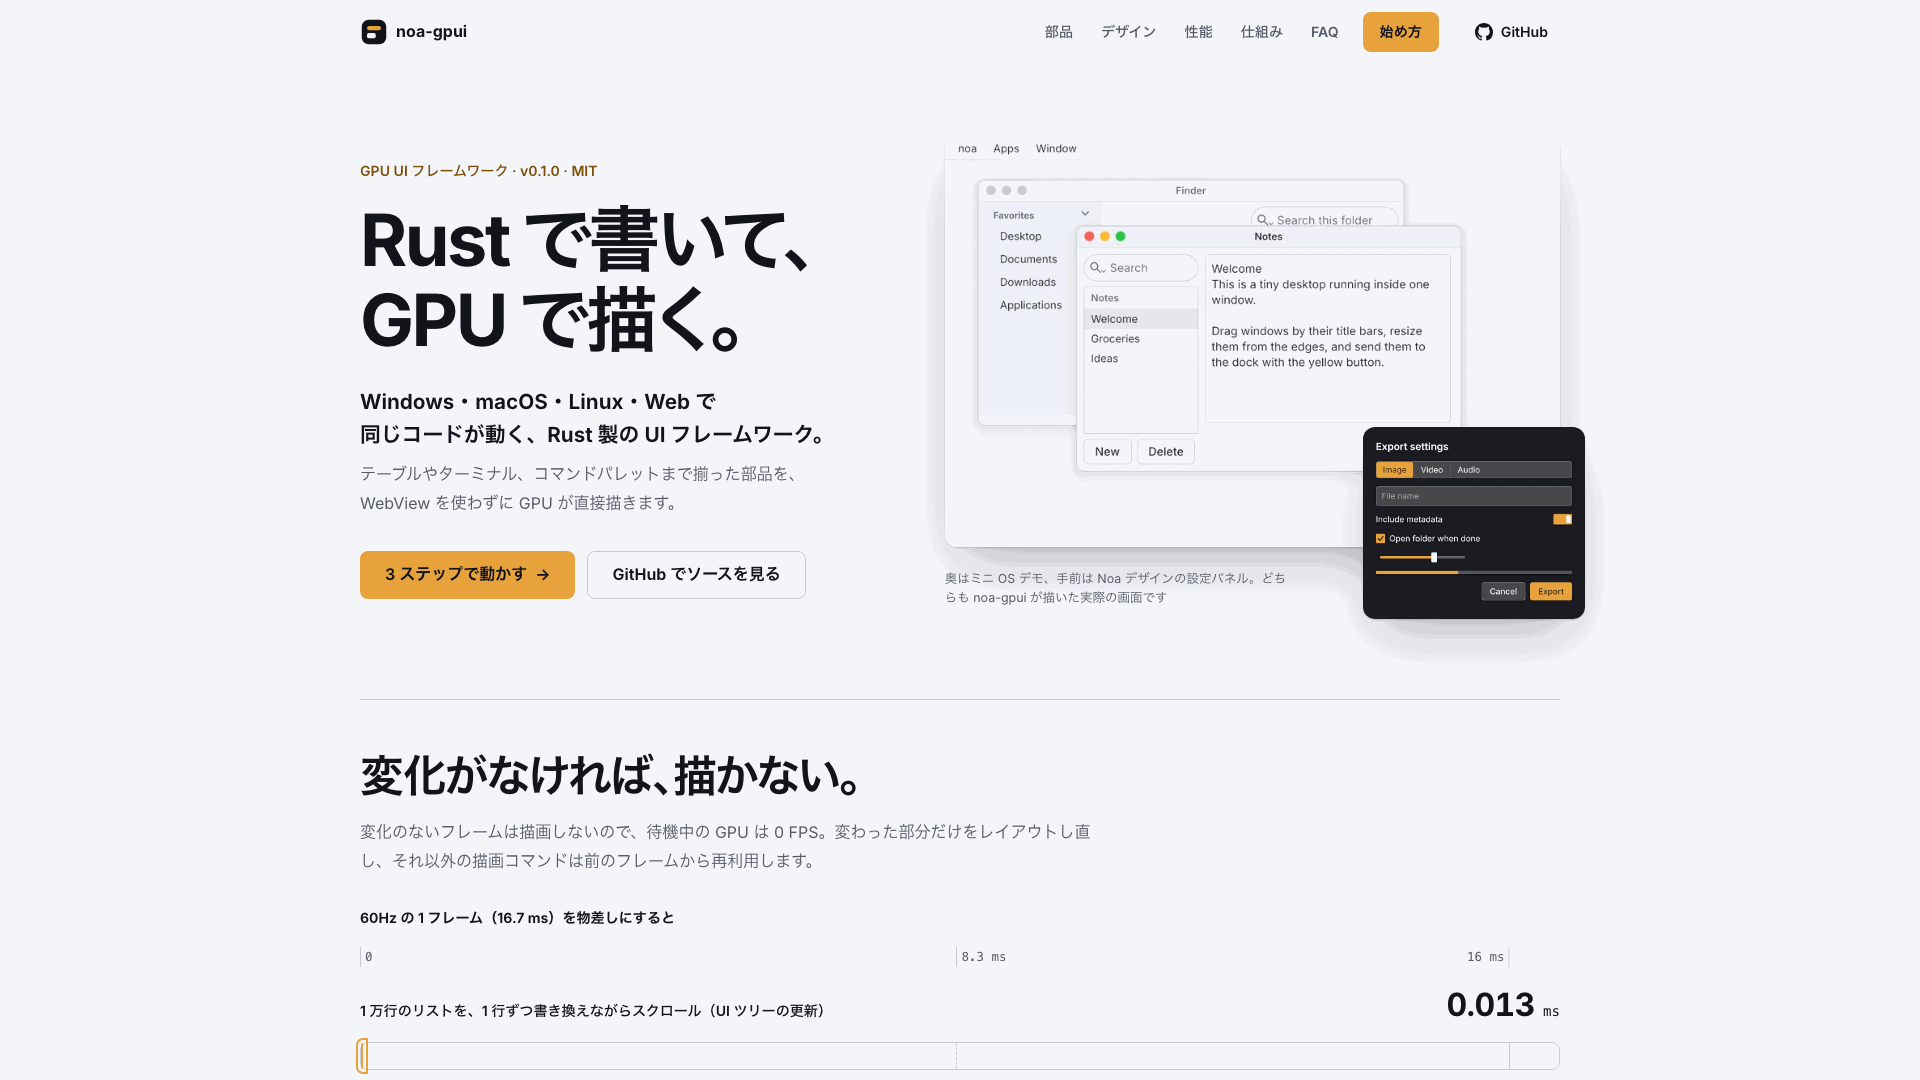 noa-gpui
部品 デザイン 性能 仕組み FAQ 始め方 GitHub
GPU UI フレームワーク · v0.1.0 · MIT
Rust で書いて、
GPU で描く。
Windows・macOS・Linux・Web で
同じコードが動く、Rust 製の UI フレームワーク。
テーブルやターミナル、コマンドパレットまで揃った部品を、
WebView を使わずに GPU が直接描きます。
3 ステップで動かす →
GitHub でソースを見る
noa Apps Window
Finder
Favorites
Search this folder
Desktop
Documents
Downloads
Applications
Notes
Search
Notes
Welcome
Groceries
Ideas
New Delete
Welcome
This is a tiny desktop running inside one
window.
Drag windows by their title bars, resize
them from the edges, and send them to
the dock with the yellow button.
Export settings
Image Video Audio
File name
Include metadata
Open folder when done
Cancel Export
奥はミニ OS デモ、手前は Noa デザインの設定パネル。どち
らも noa-gpui が描いた実際の画面です
変化がなければ、描かない。
変化のないフレームは描画しないので、待機中の GPU は 0 FPS。変わった部分だけをレイアウトし直
し、それ以外の描画コマンドは前のフレームから再利用します。
60Hz の 1 フレーム（16.7 ms）を物差しにすると
0 8.3 ms 16 ms
1 万行のリストを、1 行ずつ書き換えながらスクロール（UI ツリーの更新）
0.013 ms